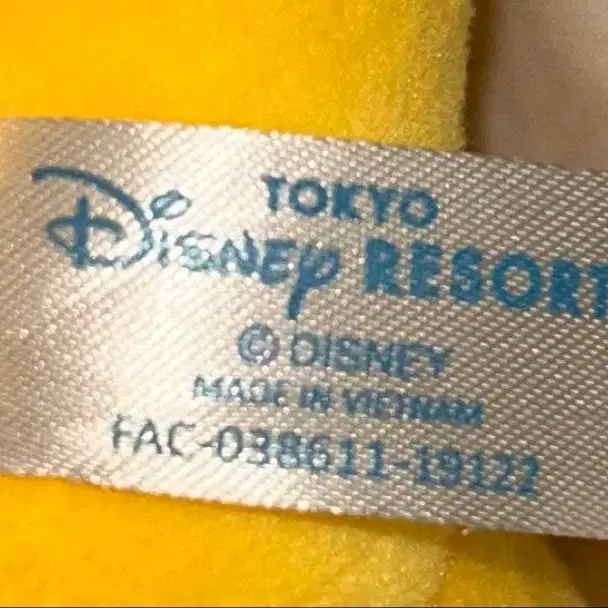 TOKYO
Disney RESORT
© DISNEY
MADE IN VIETNAM
FAC-038611-19122